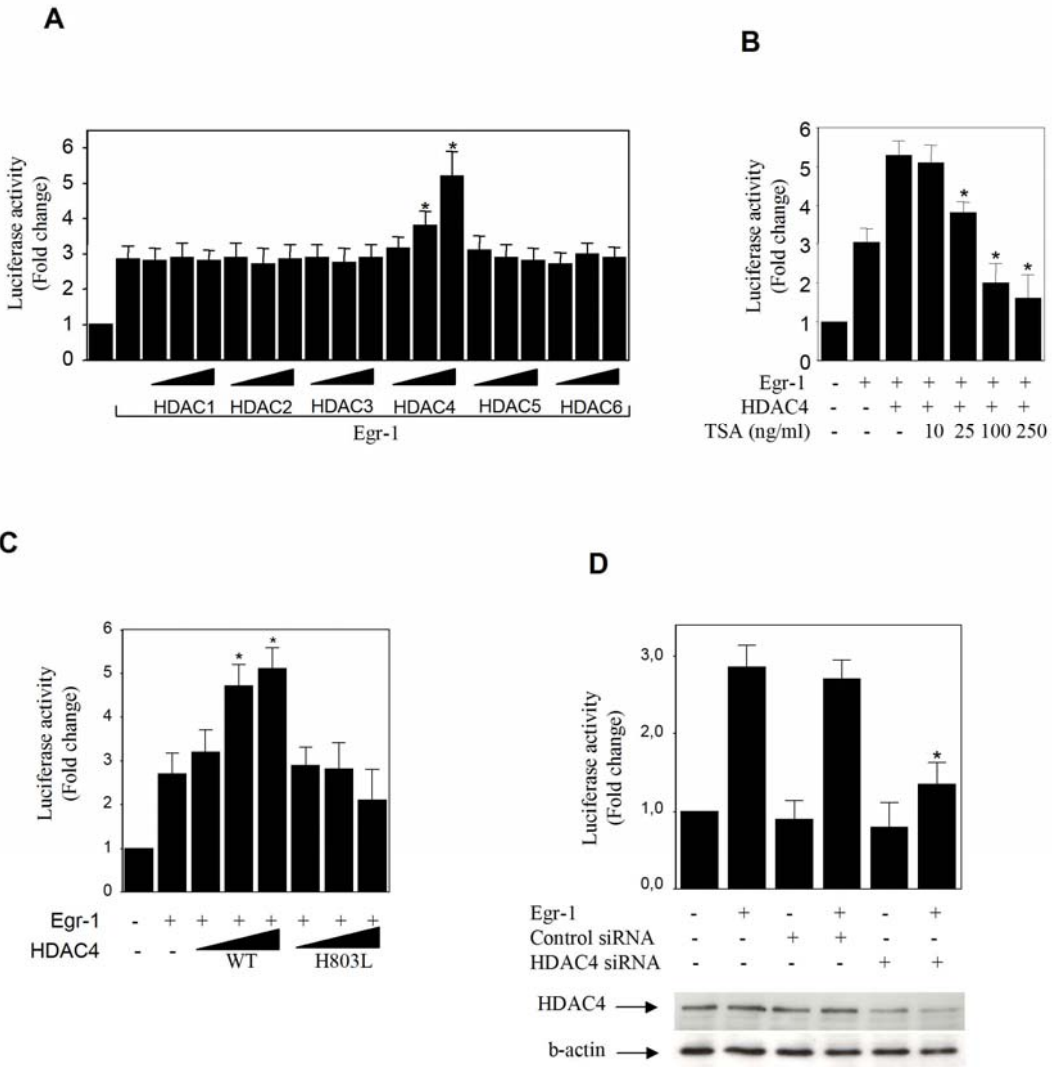 A
Luciferase activity
(Fold change)
6
5
4
3
2
1
0
*
*
HDAC1 HDAC2 HDAC3 HDAC4 HDAC5 HDAC6
Egr-1
B
Luciferase activity
(Fold change)
6
5
4
3
2
1
0
*
*
*
Egr-1 - + + + + + +
HDAC4 - - + + + + +
TSA (ng/ml) - - - 10 25 100 250
C
Luciferase activity
(Fold change)
6
5
4
3
2
1
0
*
*
Egr-1 - + + + + + + +
HDAC4 - -
WT H803L
D
Luciferase activity
(Fold change)
3,0
2,0
1,0
0,0
*
Egr-1 - + - + - +
Control siRNA - - + + - -
HDAC4 siRNA - - - - + +
HDAC4
b-actin